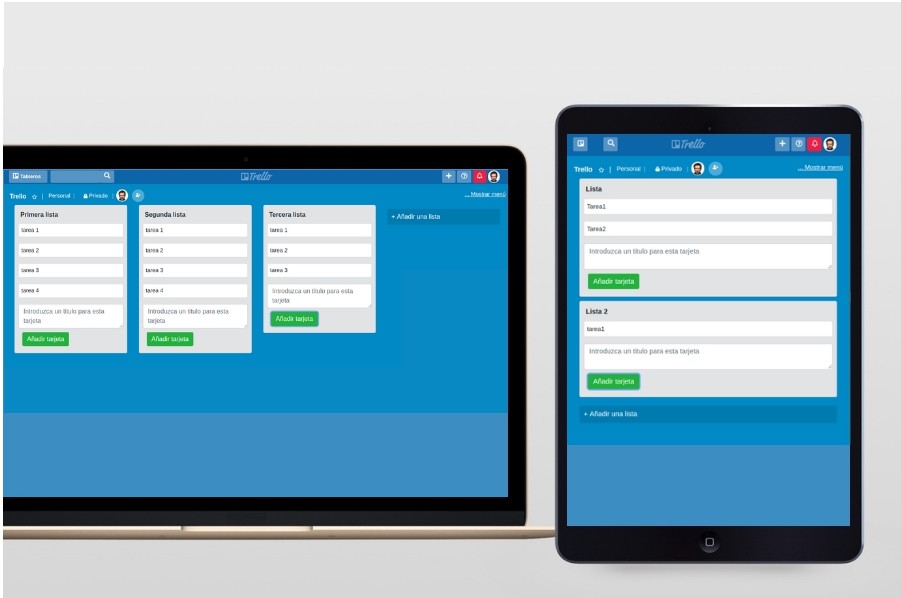 Tableros
Trello
Trello | Personal | Privado | ... Mostrar menú
Primera lista
tarea 1
tarea 2
tarea 3
tarea 4
Introduzca un título para esta
tarjeta
Añadir tarjeta
Segunda lista
tarea 1
tarea 2
tarea 3
tarea 4
Introduzca un título para esta
tarjeta
Añadir tarjeta
Tercera lista
tarea 1
tarea 2
tarea 3
Introduzca un título para esta
tarjeta
Añadir tarjeta
+ Añadir una lista
Trello
Trello | Personal | Privado ... Mostrar menú
Lista
Tarea1
Tarea2
Introduzca un título para esta tarjeta
Añadir tarjeta
Lista 2
tarea1
Introduzca un título para esta tarjeta
Añadir tarjeta
+ Añadir una lista